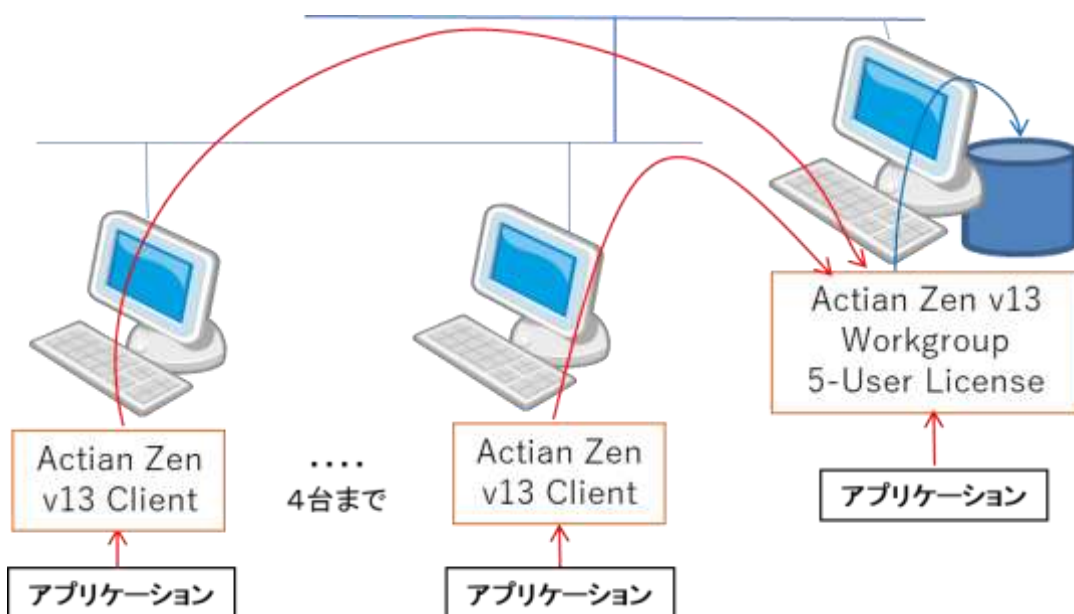 Actian Zen v13
Workgroup
5-User License
Actian Zen
v13 Client
‥‥
4台まで
Actian Zen
v13 Client
アプリケーション
アプリケーション
アプリケーション